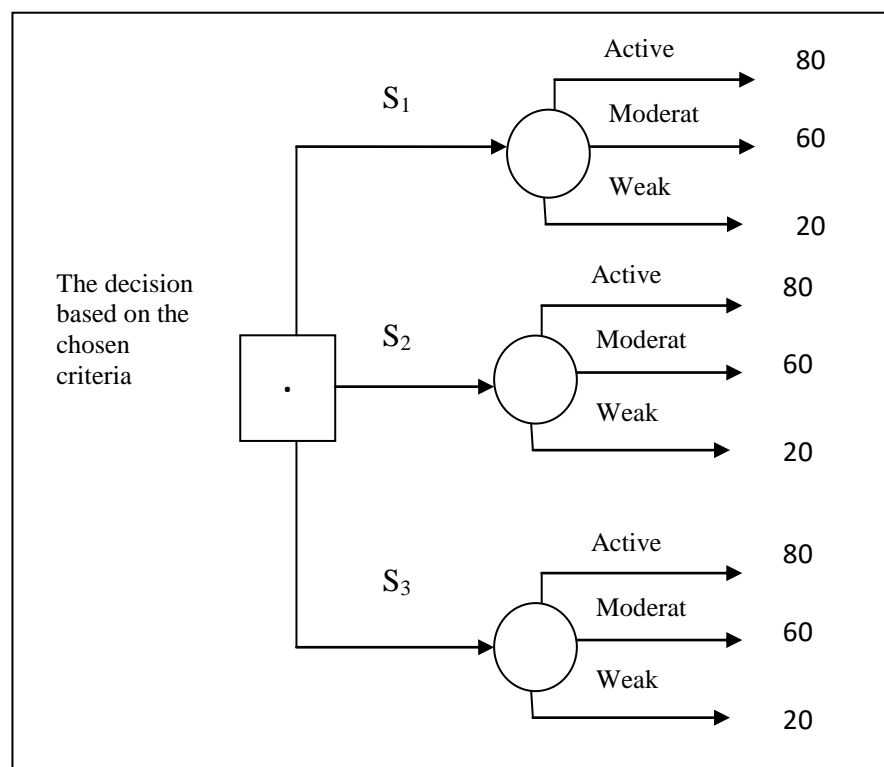 Active
80
S₁
Moderat
60
Weak
20
The decision
based on the
chosen
criteria
Active
80
S₂
Moderat
60
Weak
20
Active
80
S₃
Moderat
60
Weak
20